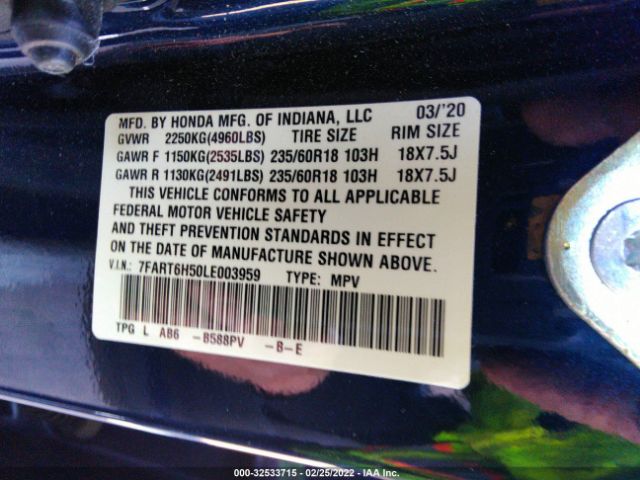 MFD. BY HONDA MFG. OF INDIANA, LLC 03/'20
GVWR 2250KG(4960LBS) TIRE SIZE RIM SIZE
GAWR F 1150KG(2535LBS) 235/60R18 103H 18X7.5J
GAWR R 1130KG(2491LBS) 235/60R18 103H 18X7.5J
THIS VEHICLE CONFORMS TO ALL APPLICABLE
FEDERAL MOTOR VEHICLE SAFETY
AND THEFT PREVENTION STANDARDS IN EFFECT
ON THE DATE OF MANUFACTURE SHOWN ABOVE.
V.I.N.: 7FART6H50LE003959 TYPE: MPV
TPG L AB6 -B588PV -B-E
000-32533715 - 02/25/2022 - IAA Inc.